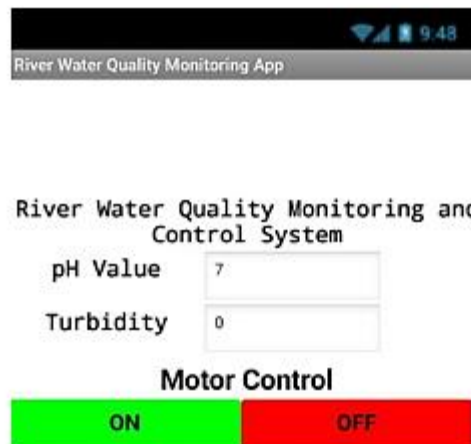 9:48
River Water Quality Monitoring App
River Water Quality Monitoring and
Control System
pH Value 7
Turbidity 0
Motor Control
ON OFF